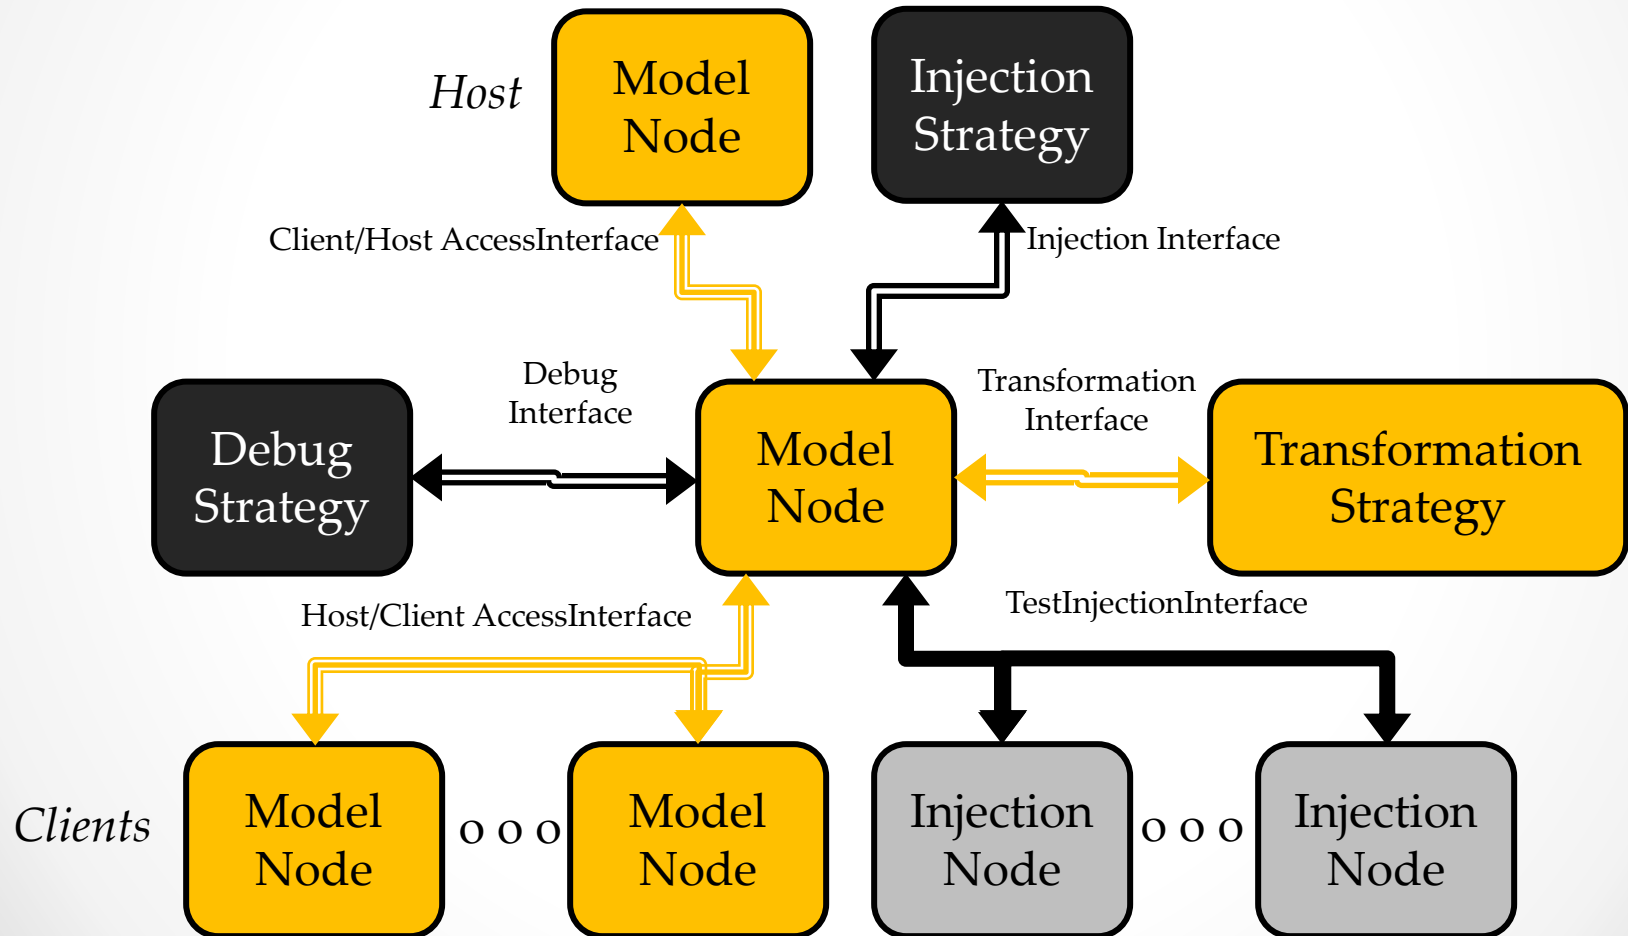 Host
Model
Node
Injection
Strategy
Client/Host AccessInterface
Injection Interface
Debug
Interface
Transformation
Interface
Debug
Strategy
Model
Node
Transformation
Strategy
Host/Client AccessInterface
TestInjectionInterface
Clients
Model
Node
o o o
Model
Node
Injection
Node
o o o
Injection
Node